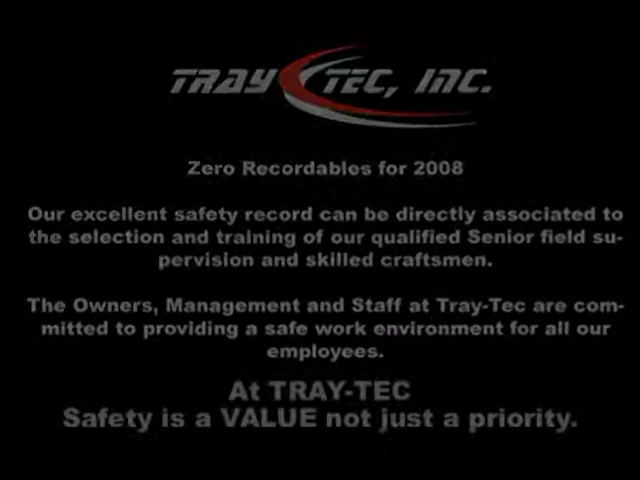 TRAY TEC, INC.
Zero Recordables for 2008
Our excellent safety record can be directly associated to
the selection and training of our qualified Senior field su-
pervision and skilled craftsmen.
The Owners, Management and Staff at Tray-Tec are com-
mitted to providing a safe work environment for all our
employees.
At TRAY-TEC
Safety is a VALUE not just a priority.